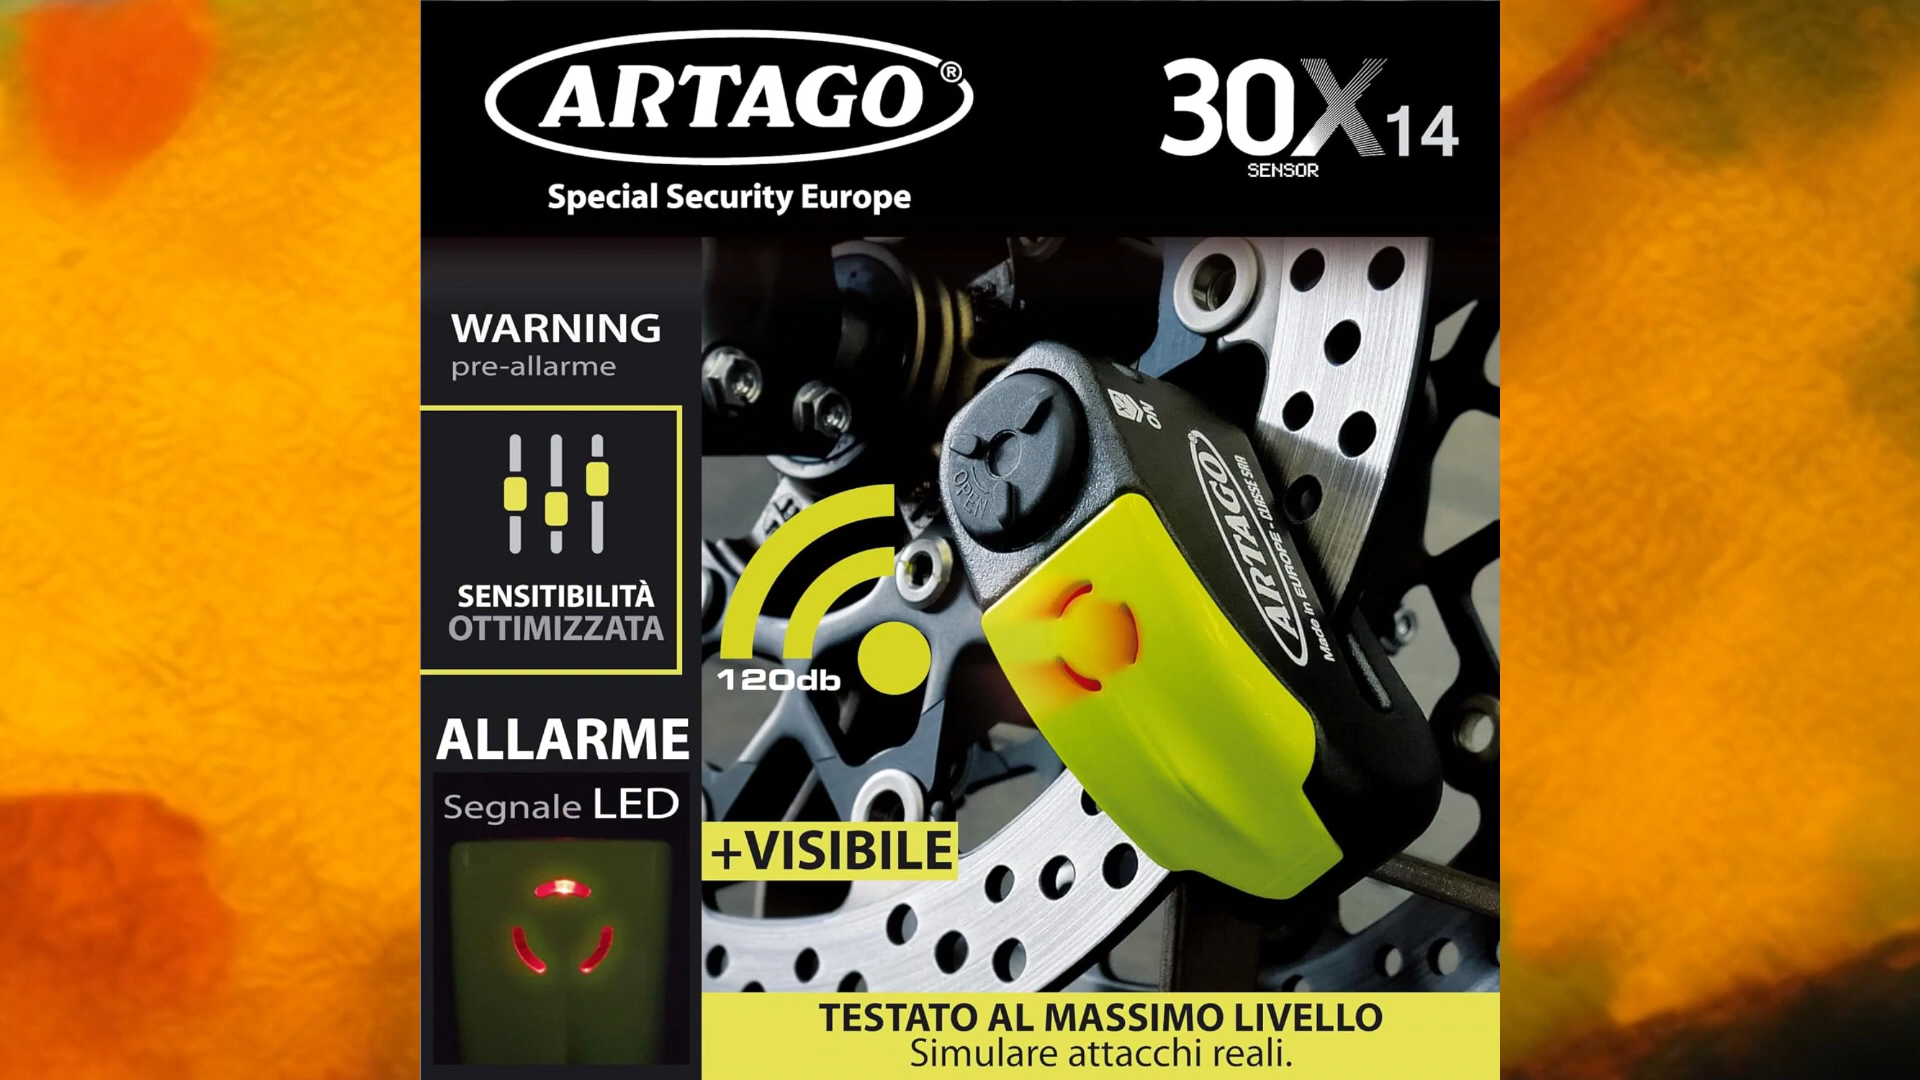 ARTAGO®
Special Security Europe
30X14
SENSOR
WARNING
pre-allarme
SENSITIBILITÀ
OTTIMIZZATA
ALLARME
Segnale LED
120db
+VISIBILE
OPEN
ON
ARTAGO
Made in EUROPE - CLASSE SRA
TESTATO AL MASSIMO LIVELLO
Simulare attacchi reali.